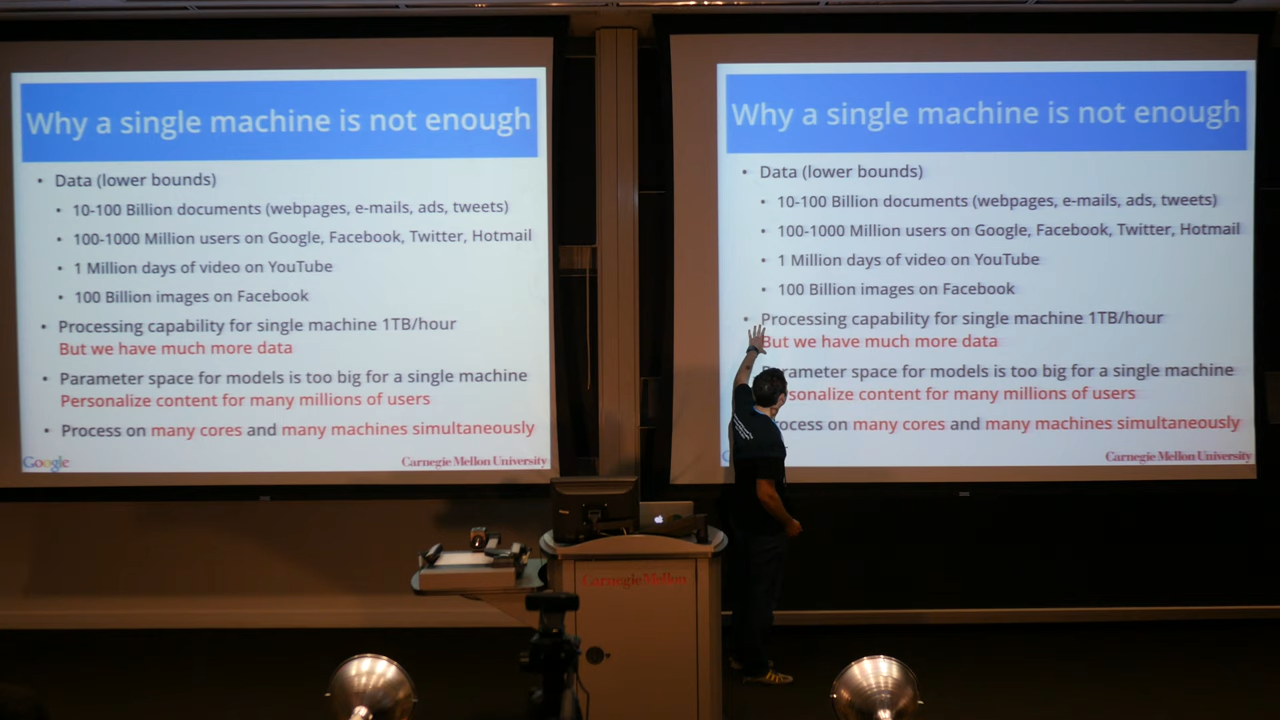 Why a single machine is not enough
• Data (lower bounds)
• 10-100 Billion documents (webpages, e-mails, ads, tweets)
• 100-1000 Million users on Google, Facebook, Twitter, Hotmail
• 1 Million days of video on YouTube
• 100 Billion images on Facebook
• Processing capability for single machine 1TB/hour
But we have much more data
• Parameter space for models is too big for a single machine
Personalize content for many millions of users
• Process on many cores and many machines simultaneously
Google
Carnegie Mellon University
Why a single machine is not enough
• Data (lower bounds)
• 10-100 Billion documents (webpages, e-mails, ads, tweets)
• 100-1000 Million users on Google, Facebook, Twitter, Hotmail
• 1 Million days of video on YouTube
• 100 Billion images on Facebook
• Processing capability for single machine 1TB/hour
But we have much more data
Parameter space for models is too big for a single machine
sonalize content for many millions of users
ocess on many cores and many machines simultaneously
Carnegie Mellon University
Carnegie Mellon